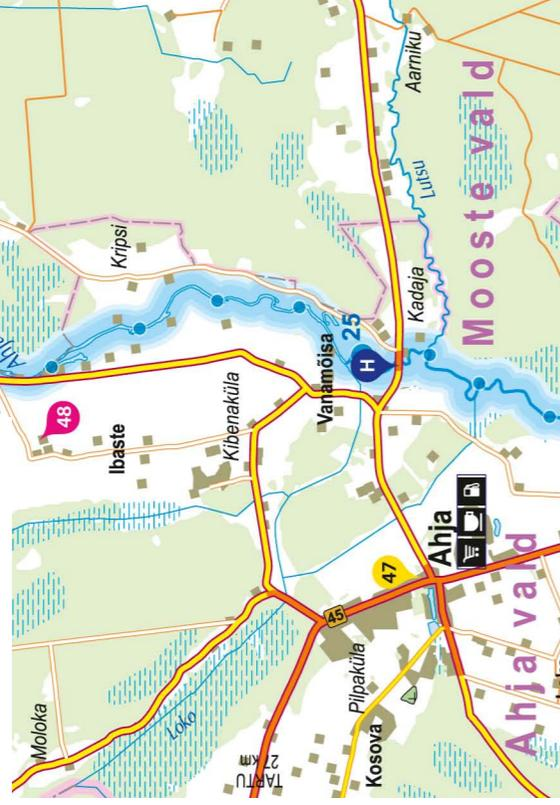 Aarniku
Lutsu
Mooste vald
Kripsi
Kadaja
25
H
Vanamõisa
Kibenaküla
Ibaste
48
Ahja
47
45
Ahja vald
Pilpaküla
Kosova
Loko
Moloka
TARTU
27 km